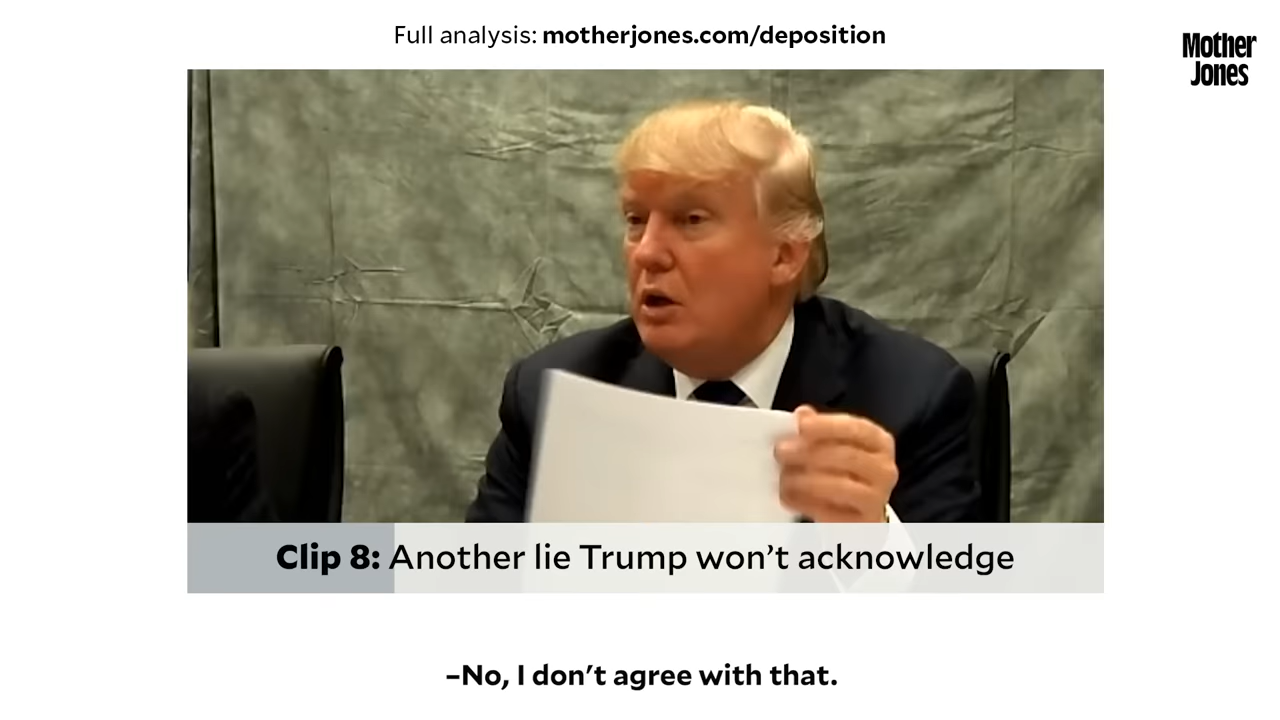 Full analysis: motherjones.com/deposition
Mother
Jones
Clip 8: Another lie Trump won’t acknowledge
–No, I don’t agree with that.